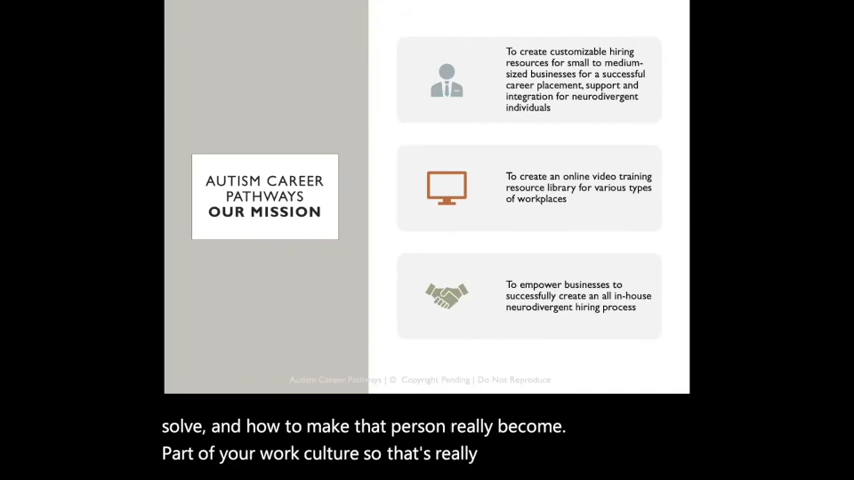 AUTISM CAREER
PATHWAYS
OUR MISSION
To create customizable hiring
resources for small to medium-
sized businesses for a successful
career placement, support and
integration for neurodivergent
individuals
To create an online video training
resource library for various types
of workplaces
To empower businesses to
successfully create an all in-house
neurodivergent hiring process
Autism Career Pathways | © Copyright Pending | Do Not Reproduce
solve, and how to make that person really become.
Part of your work culture so that's really